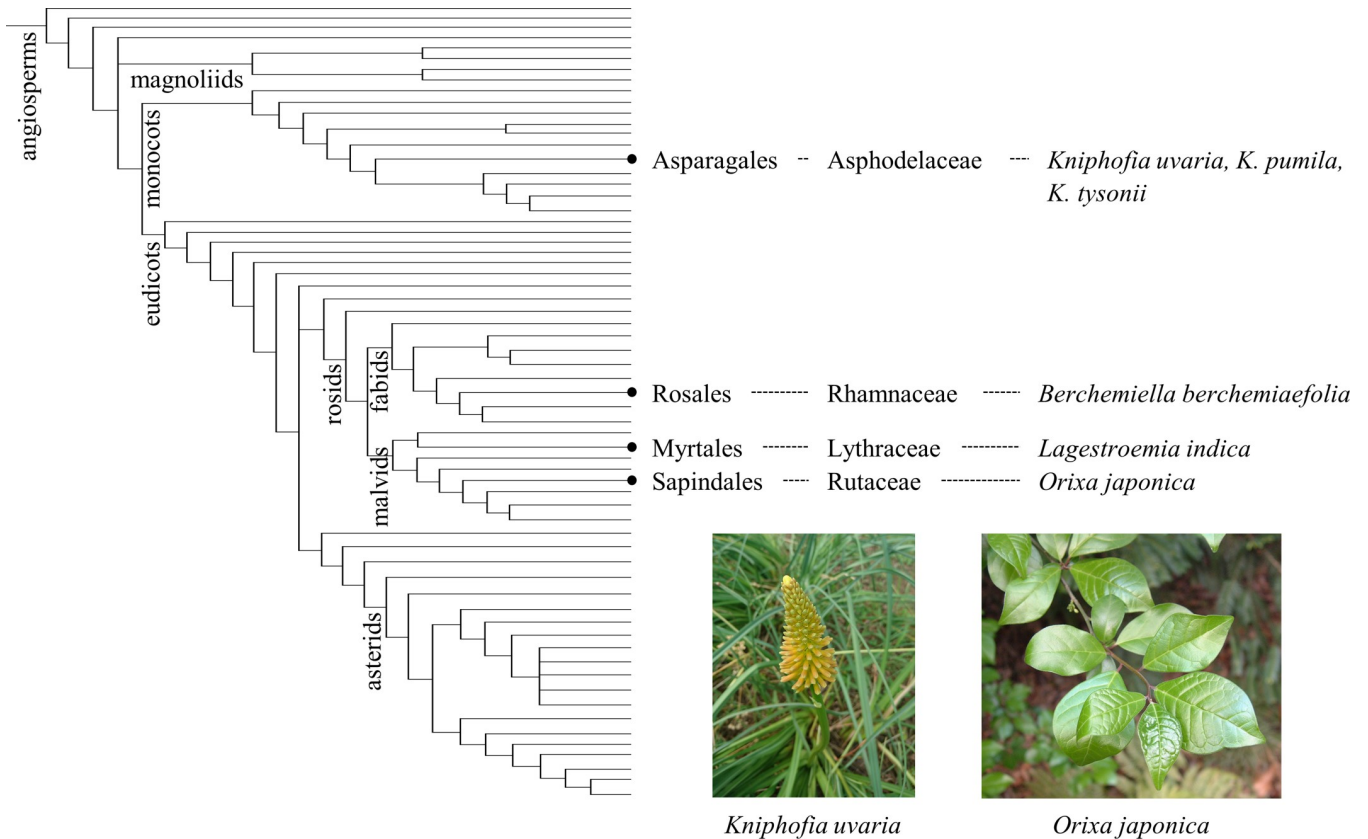 angiosperms
magnoliids
monocots
Asparagales -- Asphodelaceae --- Kniphofia uvaria, K. pumila,
K. tysonii
eudicots
rosids
fabids
Rosales ---------- Rhamnaceae ------ Berchemiella berchemiaefolia
malvids
Myrtales -------- Lythraceae -------- Lagestroemia indica
Sapindales ---- Rutaceae ----------- Orixa japonica
asterids
Kniphofia uvaria
Orixa japonica